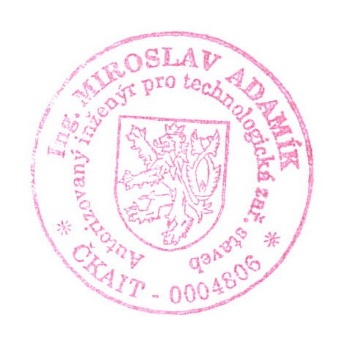 Ing. MIROSLAV ADAMÍK
Autorizovaný inženýr pro technologická zař. staveb
* ČKAIT - 0004806 *